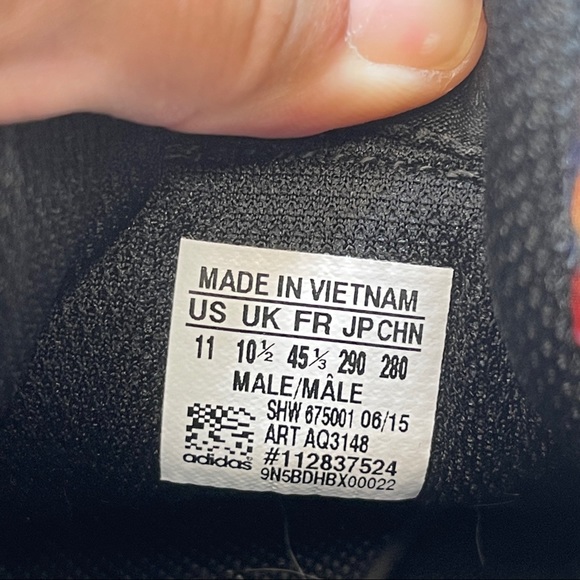 MADE IN VIETNAM
US UK FR JP CHN
11 10½ 45⅓ 290 280
MALE/MÂLE
SHW 675001 06/15
ART AQ3148
adidas #112837524
9N5BDHBX00022